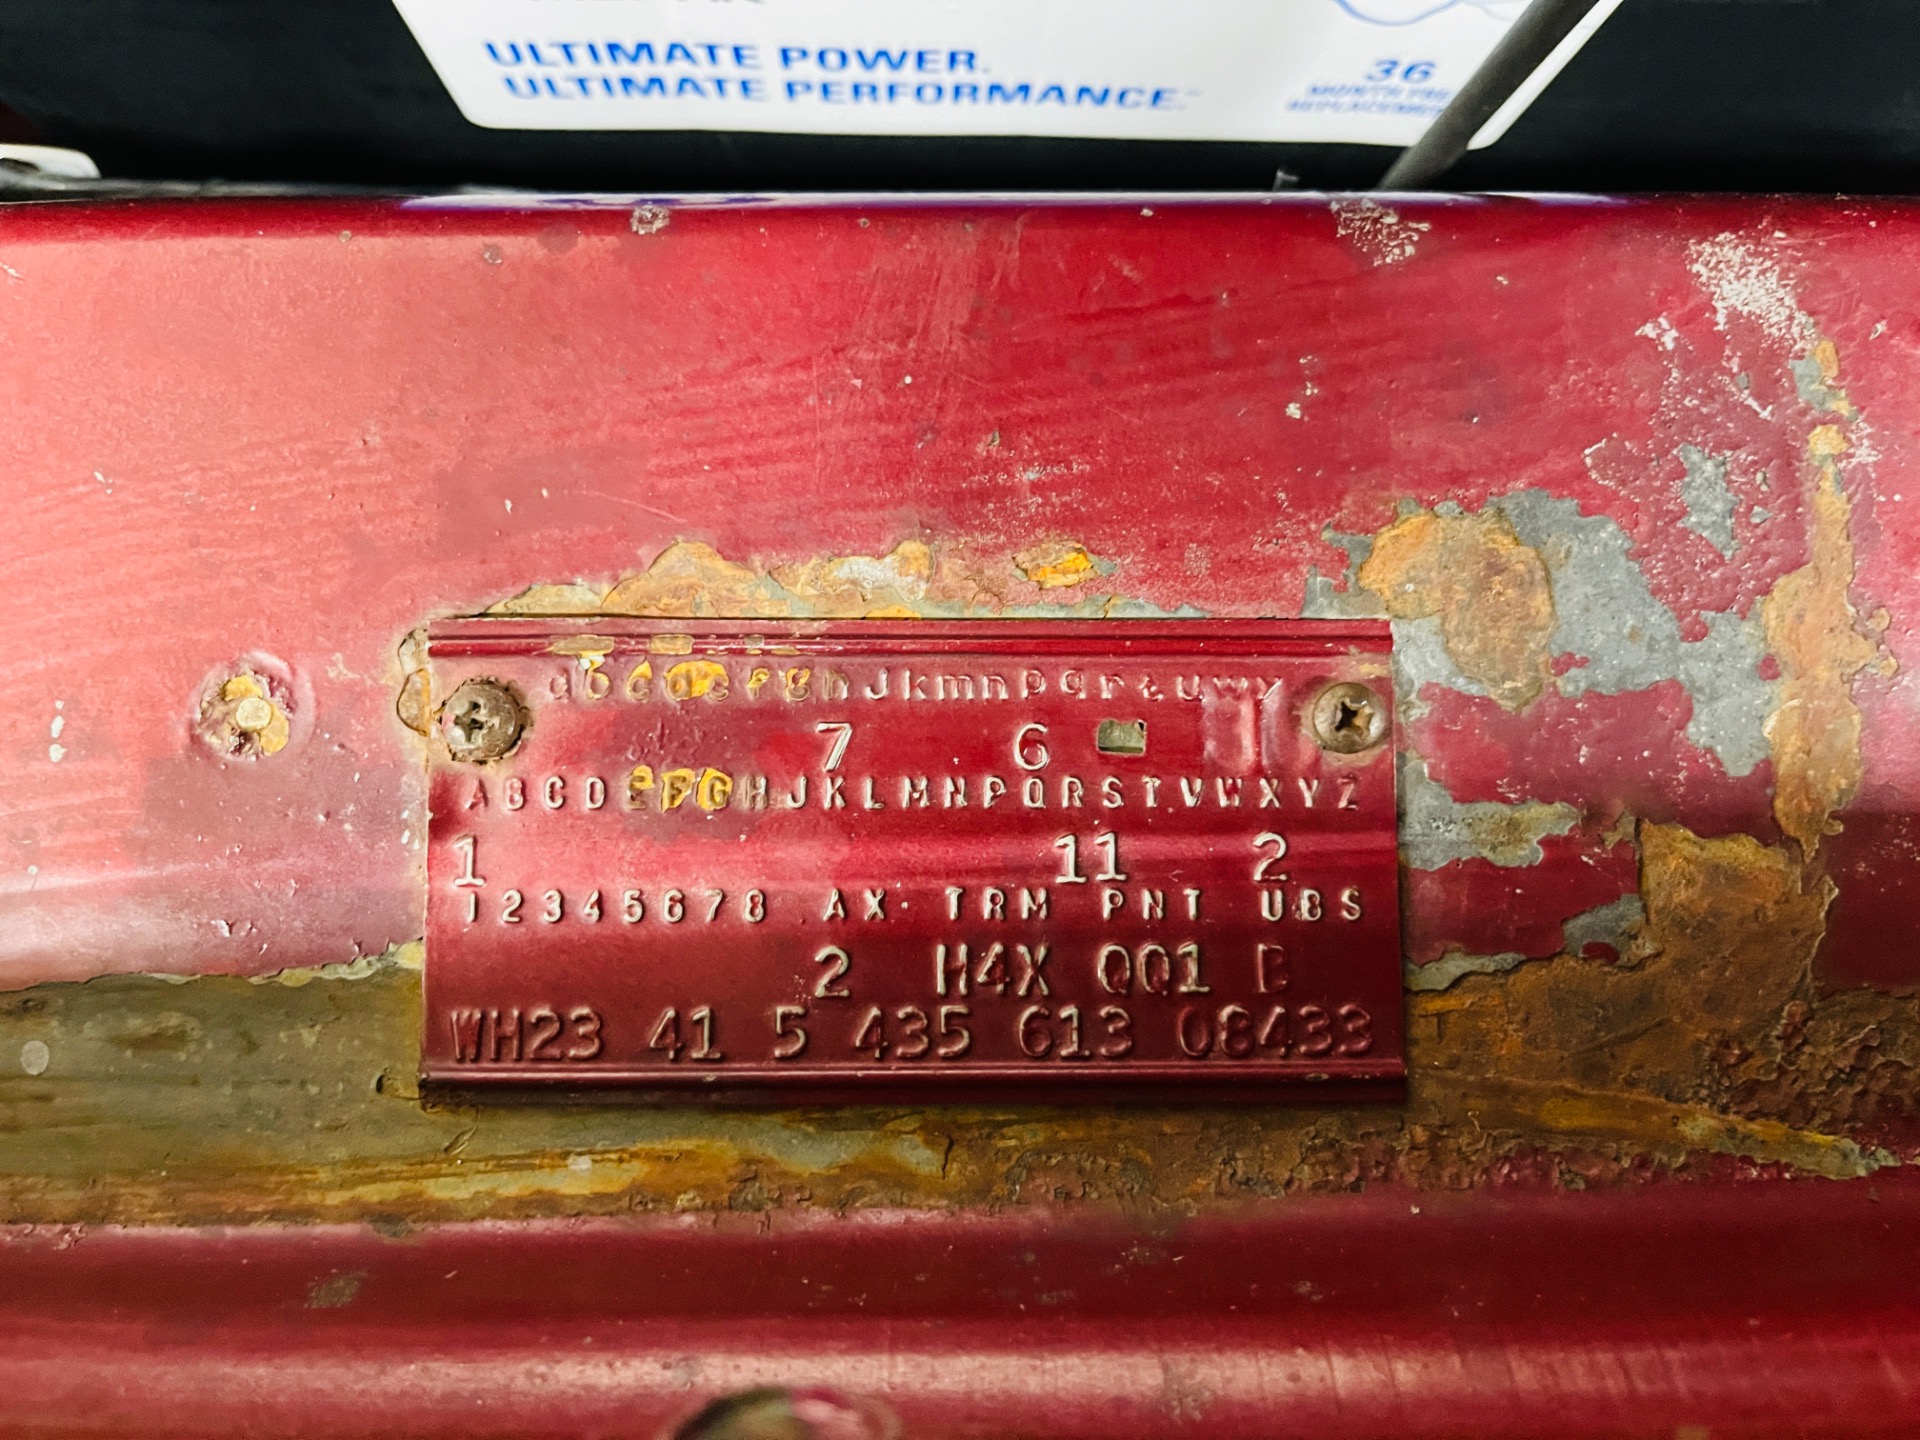 ULTIMATE POWER.
ULTIMATE PERFORMANCE.
36
abcdefghJkmnpqrtuwy
7 6
ABCDEFGHJKLMNPQRSTVWXYZ
1 11 2
12345678 AX TRM PNT UBS
2 H4X QQ1 B
WH23 41 5 435 613 08433